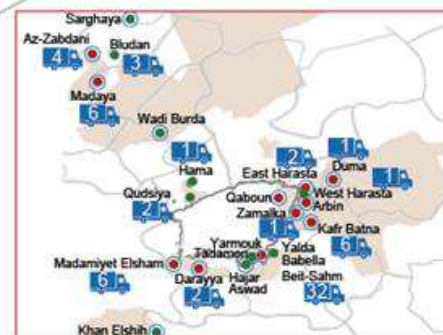 Sarghaya
Az-Zabdani
Bludan
4
3
Madaya
6
Wadi Burda
1
Hama
Qudsiya
2
2
1
Duma
East Harasta
1
West Harasta
Qaboun
Arbin
Zamalka
1
Kafr Batna
6
Yarmouk
Tadamon
Yalda
Babella
Beit-Sahm
Hajar
Aswad
32
Madamiyet Elsham
6
Darayya
2
Khan Elshih